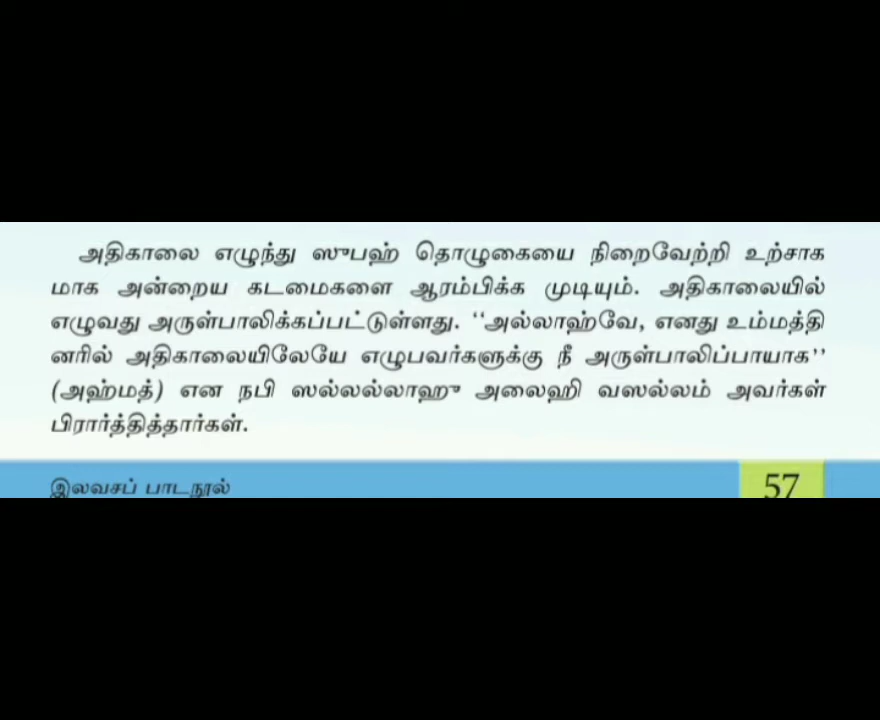 அதிகாலை எழுந்து ஸுபஹ் தொழுகையை நிறைவேற்றி உற்சாக
மாக அன்றைய கடமைகளை ஆரம்பிக்க முடியும். அதிகாலையில்
எழுவது அருள்பாலிக்கப்பட்டுள்ளது. ‘‘அல்லாஹ்வே, எனது உம்மத்தி
னரில் அதிகாலையிலேயே எழுபவர்களுக்கு நீ அருள்பாலிப்பாயாக’’
(அஹ்மத்) என நபி ஸல்லல்லாஹு அலைஹி வஸல்லம் அவர்கள்
பிரார்த்தித்தார்கள்.
இலவசப் பாடநூல்
57